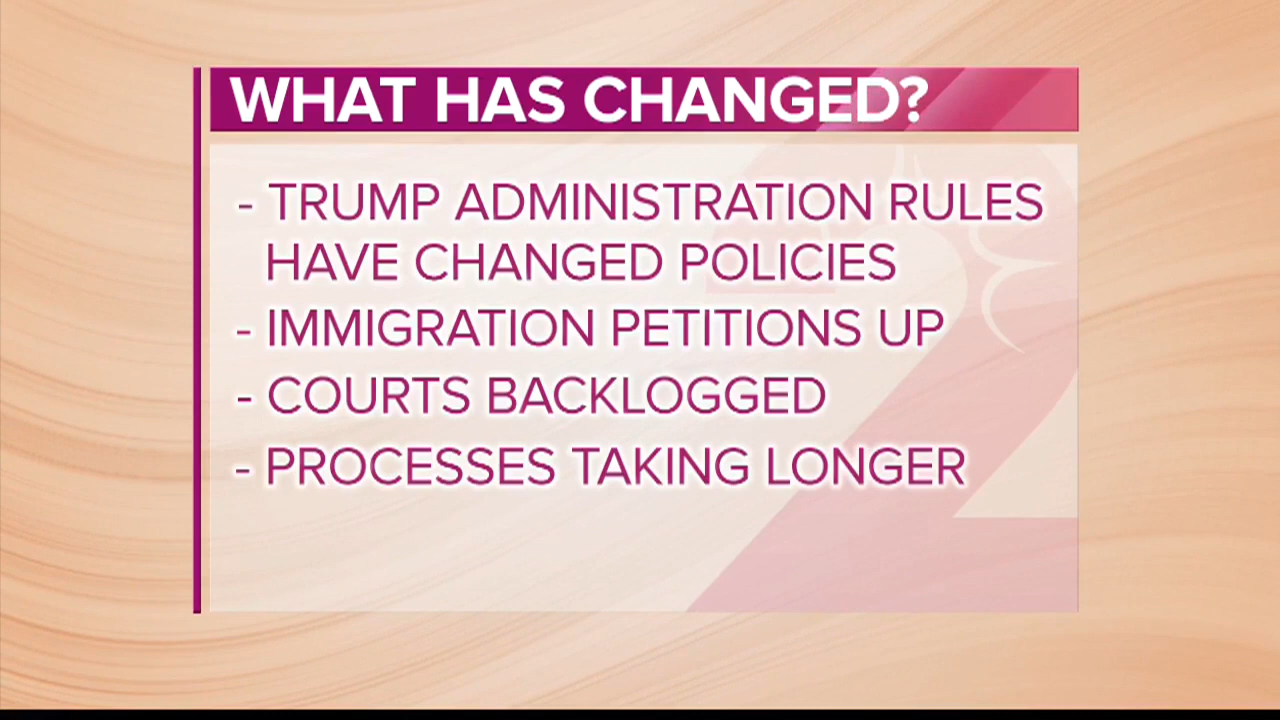 WHAT HAS CHANGED?
- TRUMP ADMINISTRATION RULES
HAVE CHANGED POLICIES
- IMMIGRATION PETITIONS UP
- COURTS BACKLOGGED
- PROCESSES TAKING LONGER